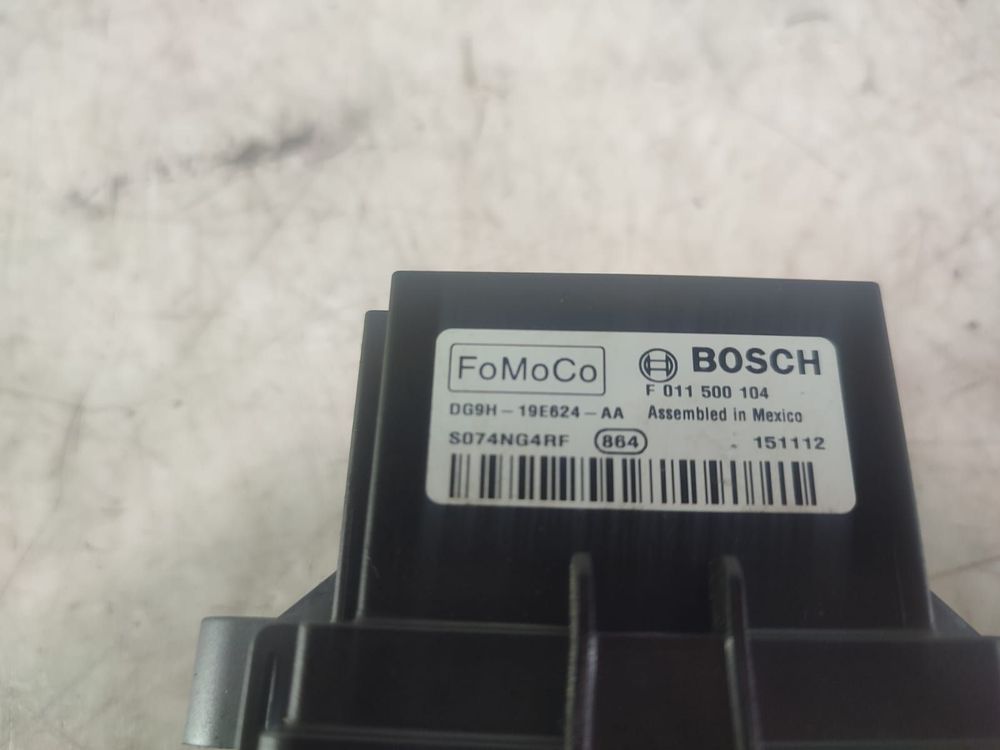 FoMoCo BOSCH
F 011 500 104
DG9H-19E624-AA Assembled in Mexico
S074NG4RF 864 151112